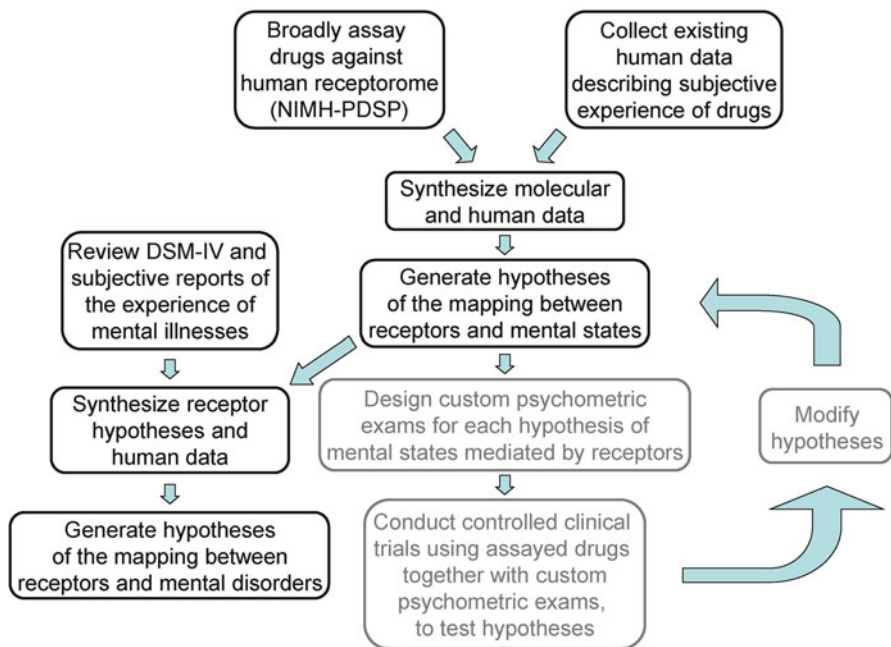 Broadly assay
drugs against
human receptorome
(NIMH-PDSP)
Collect existing
human data
describing subjective
experience of drugs
Synthesize molecular
and human data
Review DSM-IV and
subjective reports of
the experience of
mental illnesses
Generate hypotheses
of the mapping between
receptors and mental states
Synthesize receptor
hypotheses and
human data
Design custom psychometric
exams for each hypothesis of
mental states mediated by receptors
Modify
hypotheses
Generate hypotheses
of the mapping between
receptors and mental disorders
Conduct controlled clinical
trials using assayed drugs
together with custom
psychometric exams,
to test hypotheses